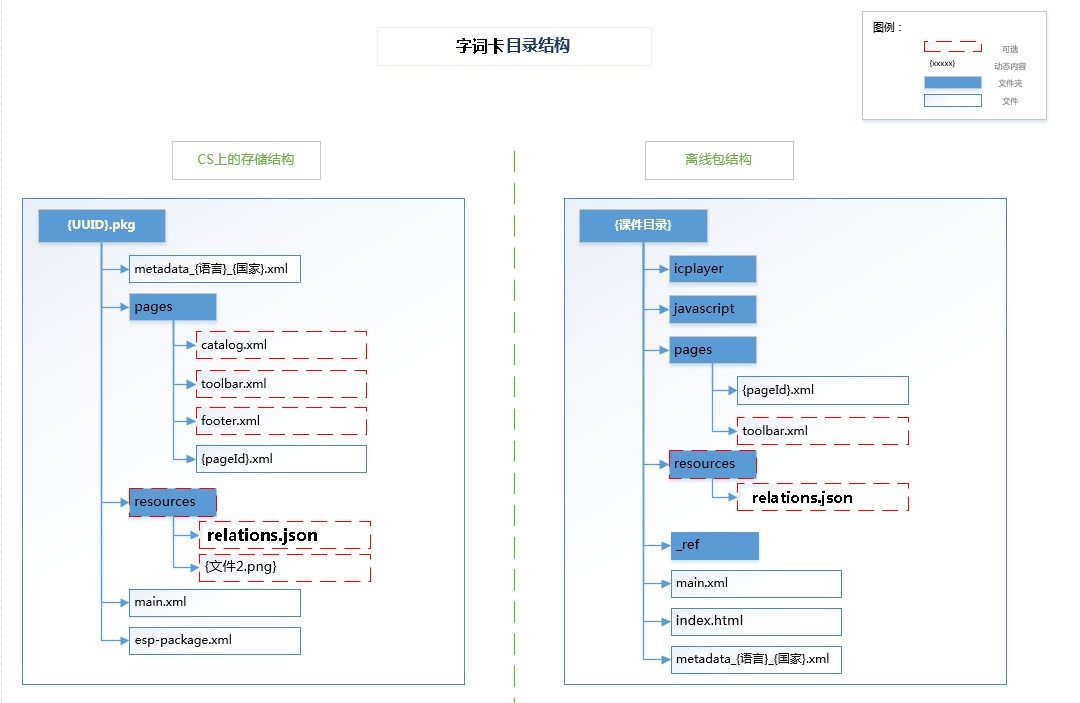 字词卡目录结构
图例：
可选
{xxxxx}
动态内容
文件夹
文件
CS上的存储结构
{UUID}.pkg
metadata_{语言}_{国家}.xml
pages
catalog.xml
toolbar.xml
footer.xml
{pageId}.xml
resources
relations.json
{文件2.png}
main.xml
esp-package.xml
离线包结构
{课件目录}
icplayer
javascript
pages
{pageId}.xml
toolbar.xml
resources
relations.json
_ref
main.xml
index.html
metadata_{语言}_{国家}.xml